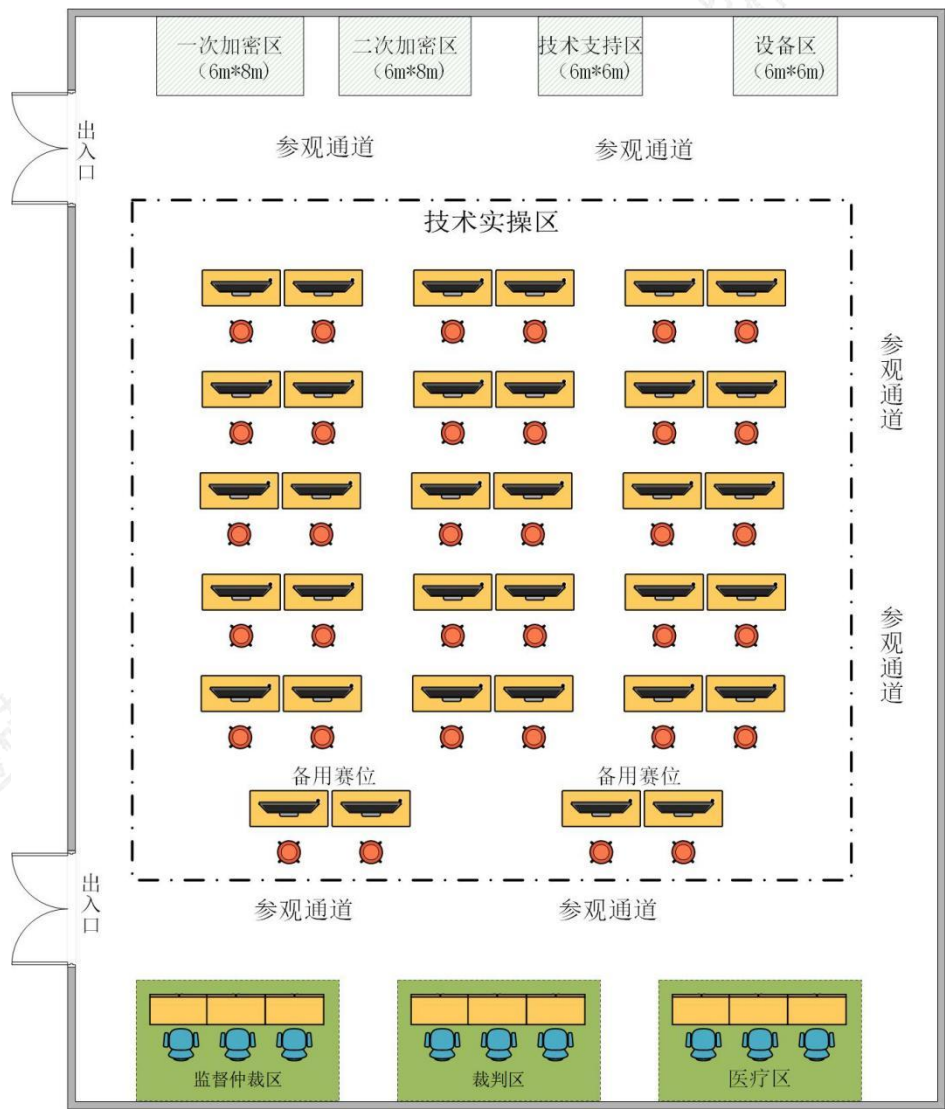 一次加密区
(6m*8m)
二次加密区
(6m*8m)
技术支持区
(6m*6m)
设备区
(6m*6m)
出入口
参观通道
参观通道
技术实操区
参观通道
参观通道
备用赛位
备用赛位
出入口
参观通道
参观通道
监督仲裁区
裁判区
医疗区